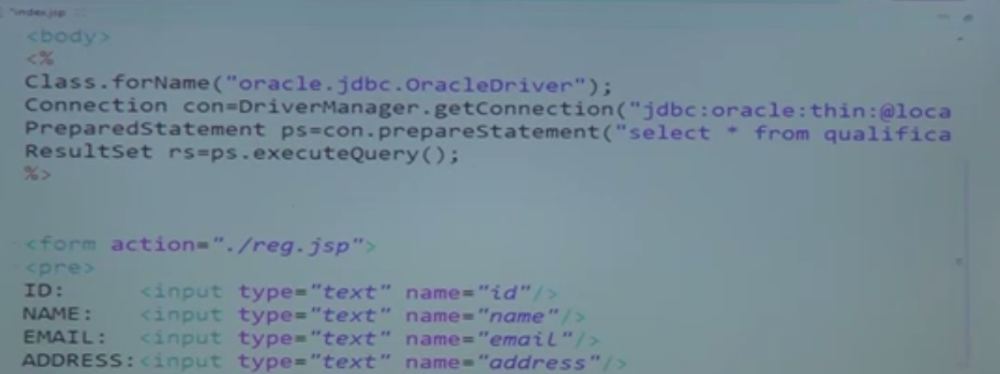 *index.jsp
<body>
<%
Class.forName("oracle.jdbc.OracleDriver");
Connection con=DriverManager.getConnection("jdbc:oracle:thin:@loca
PreparedStatement ps=con.prepareStatement("select * from qualifica
ResultSet rs=ps.executeQuery();
%>
<form action="./reg.jsp">
<pre>
ID: <input type="text" name="id"/>
NAME: <input type="text" name="name"/>
EMAIL: <input type="text" name="email"/>
ADDRESS:<input type="text" name="address"/>